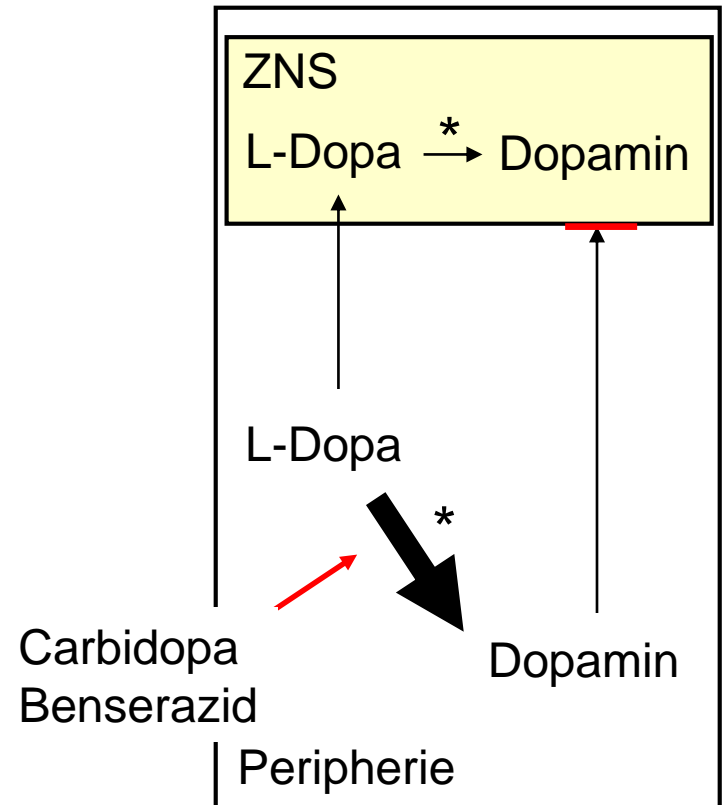 ZNS
*
L-Dopa Dopamin
L-Dopa
*
Carbidopa
Benserazid
Dopamin
Peripherie